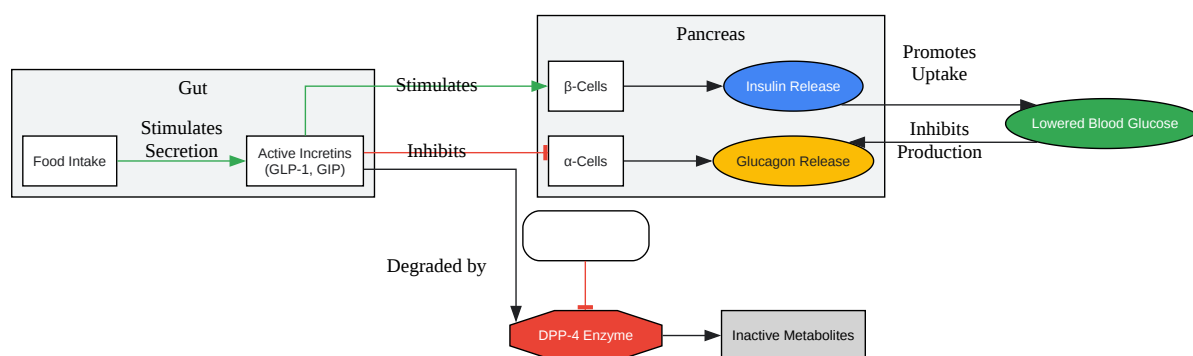 Gut
Food Intake
Stimulates
Secretion
Active Incretins
(GLP-1, GIP)
Stimulates
Inhibits
Degraded by
Pancreas
β-Cells
Insulin Release
α-Cells
Glucagon Release
Promotes
Uptake
Inhibits
Production
Lowered Blood Glucose
DPP-4 Enzyme
Inactive Metabolites